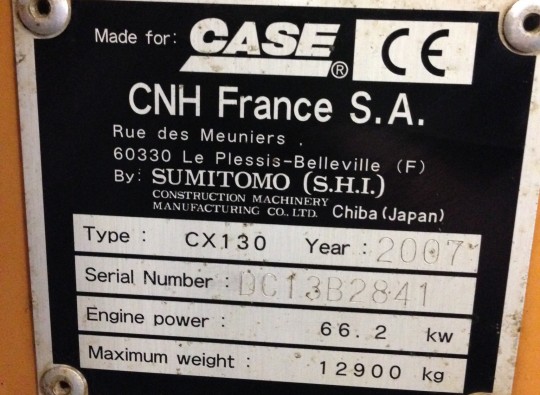 Made for: CASE ® CE
CNH France S.A.
Rue des Meuniers .
60330 Le Plessis-Belleville (F)
By: SUMITOMO (S.H.I.)
CONSTRUCTION MACHINERY
MANUFACTURING CO., LTD. Chiba (Japan)
Type : CX130 Year : 2007
Serial Number : DC13B2841
Engine power : 66.2 kw
Maximum weight : 12900 kg